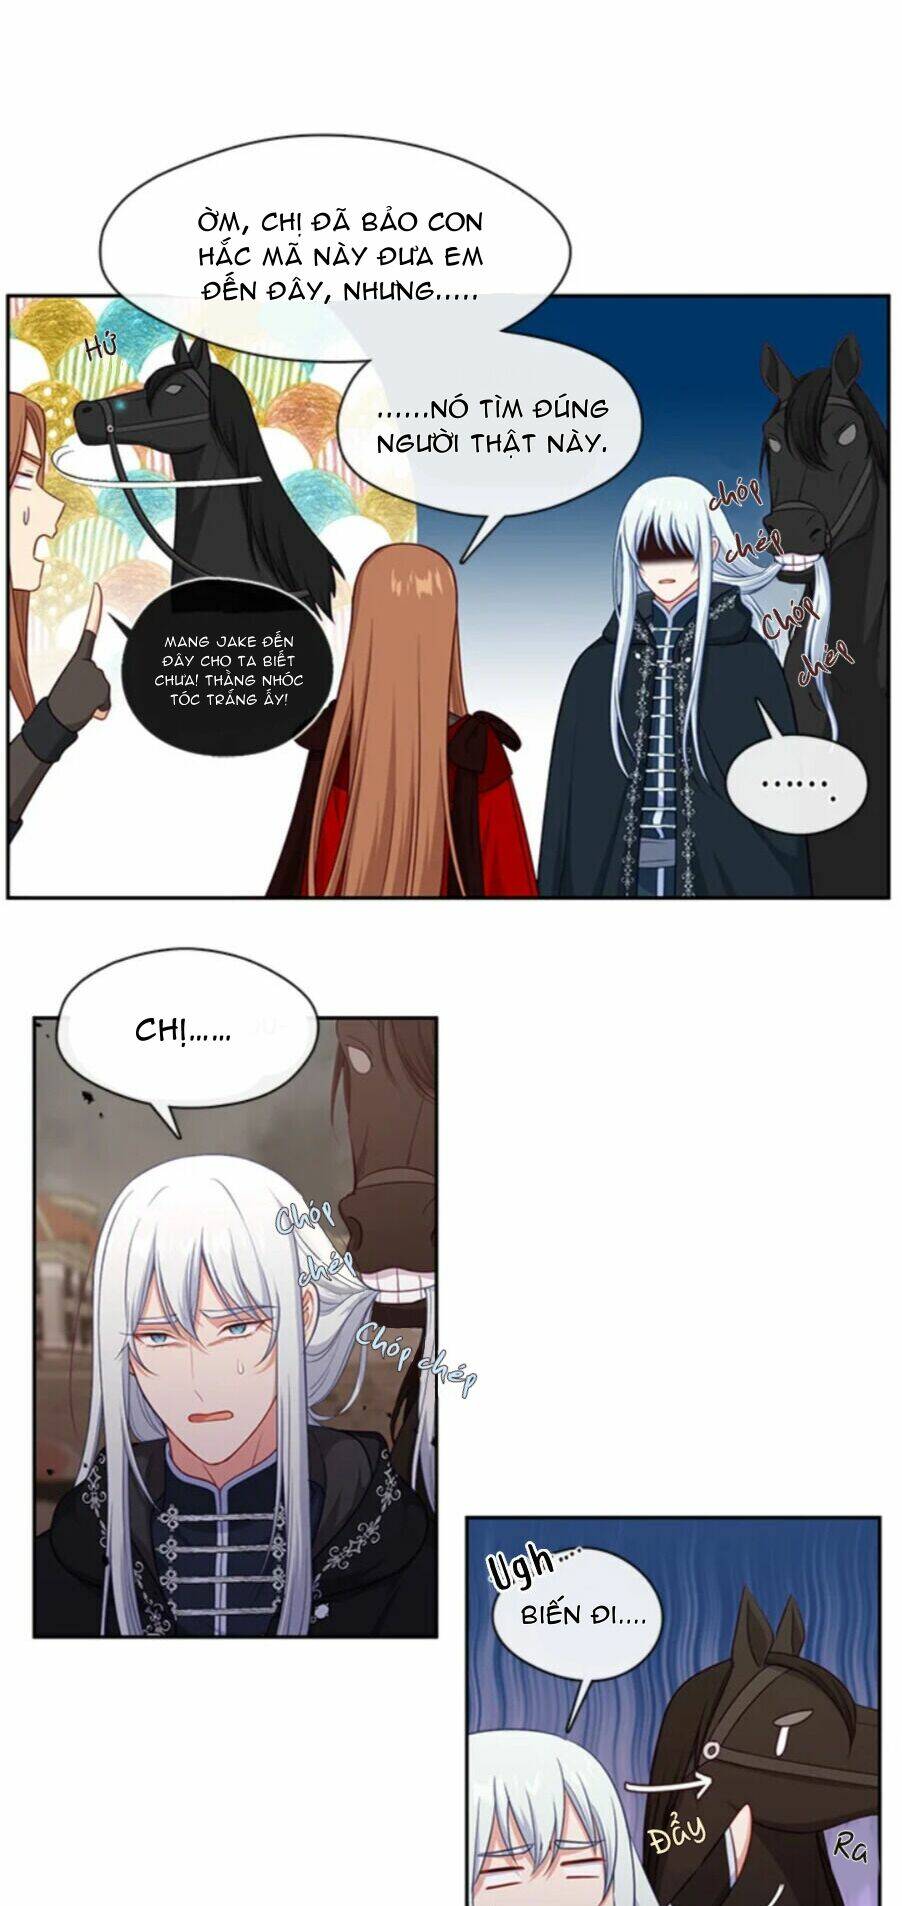 ỜM, CHỊ ĐÃ BẢO CON
HẮC MÃ NÀY ĐƯA EM
ĐẾN ĐÂY, NHƯNG.....
HỨ
......NÓ TÌM ĐÚNG
NGƯỜI THẬT NÀY.
MANG JAKE ĐẾN
ĐÂY CHO TA BIẾT
CHƯA! THẰNG NHÓC
TÓC TRẮNG ẤY!
chóp
chép
Chóp
chép
.......
CHỊ......
Chóp
chép
Chóp chép
Ugh....
BIẾN ĐI....
ĐẨY
RA